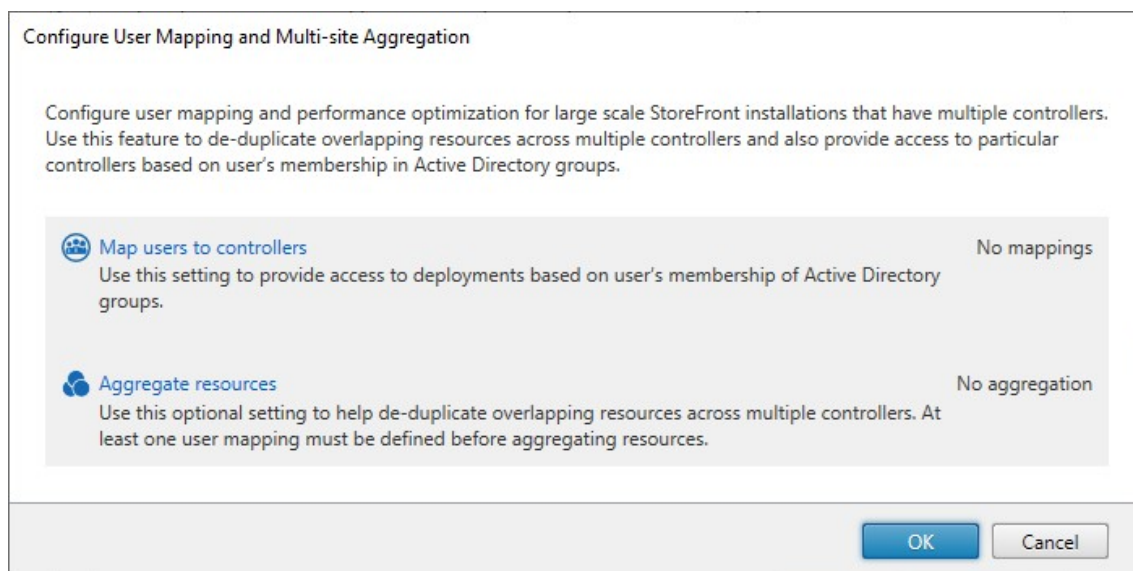 Configure User Mapping and Multi-site Aggregation
Configure user mapping and performance optimization for large scale StoreFront installations that have multiple controllers.
Use this feature to de-duplicate overlapping resources across multiple controllers and also provide access to particular
controllers based on user's membership in Active Directory groups.
Map users to controllers
No mappings
Use this setting to provide access to deployments based on user's membership of Active Directory
groups.
Aggregate resources
No aggregation
Use this optional setting to help de-duplicate overlapping resources across multiple controllers. At
least one user mapping must be defined before aggregating resources.
OK
Cancel